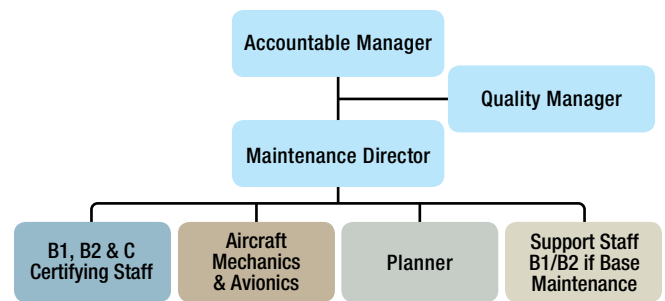 Accountable Manager
Quality Manager
Maintenance Director
B1, B2 & C
Certifying Staff
Aircraft
Mechanics
& Avionics
Planner
Support Staff
B1/B2 if Base
Maintenance